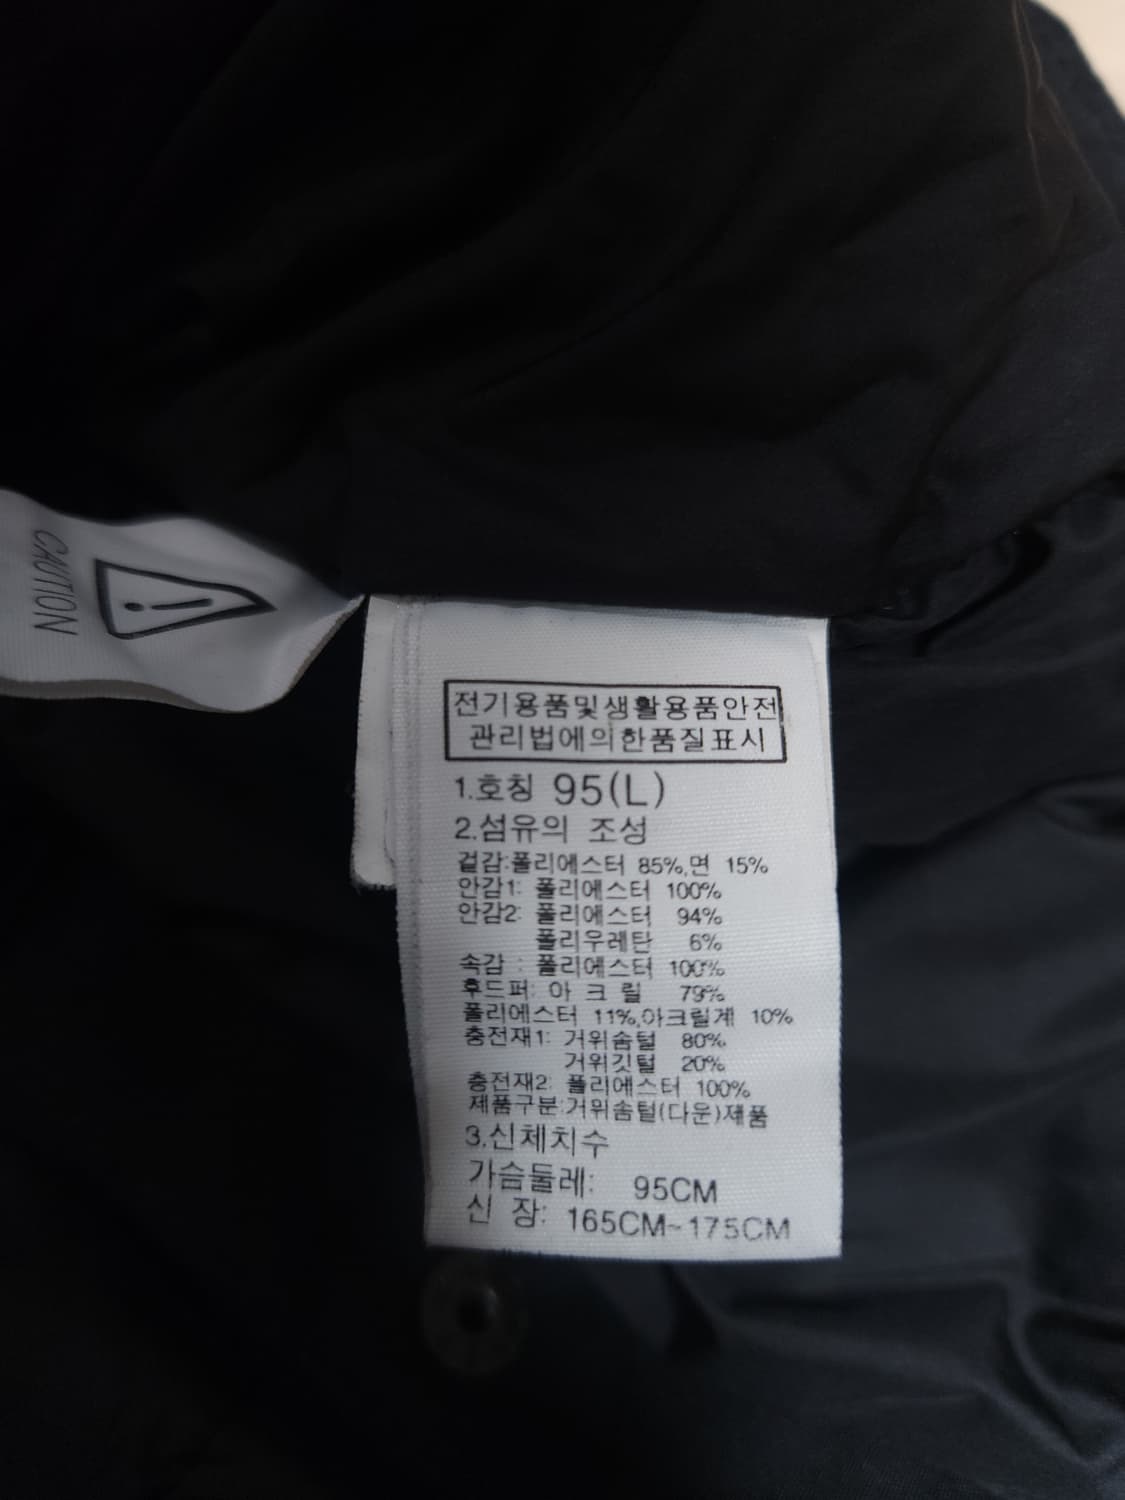 CAUTION
전기용품및생활용품안전
관리법에의한품질표시
1.호칭 95(L)
2.섬유의 조성
겉감:폴리에스터 85%,면 15%
안감1: 폴리에스터 100%
안감2: 폴리에스터 94%
폴리우레탄 6%
속감 : 폴리에스터 100%
후드퍼: 아 크 릴 79%
폴리에스터 11%,아크릴계 10%
충전재1: 거위솜털 80%
거위깃털 20%
충전재2: 폴리에스터 100%
제품구분:거위솜털(다운)제품
3.신체치수
가슴둘레: 95CM
신 장: 165CM~175CM